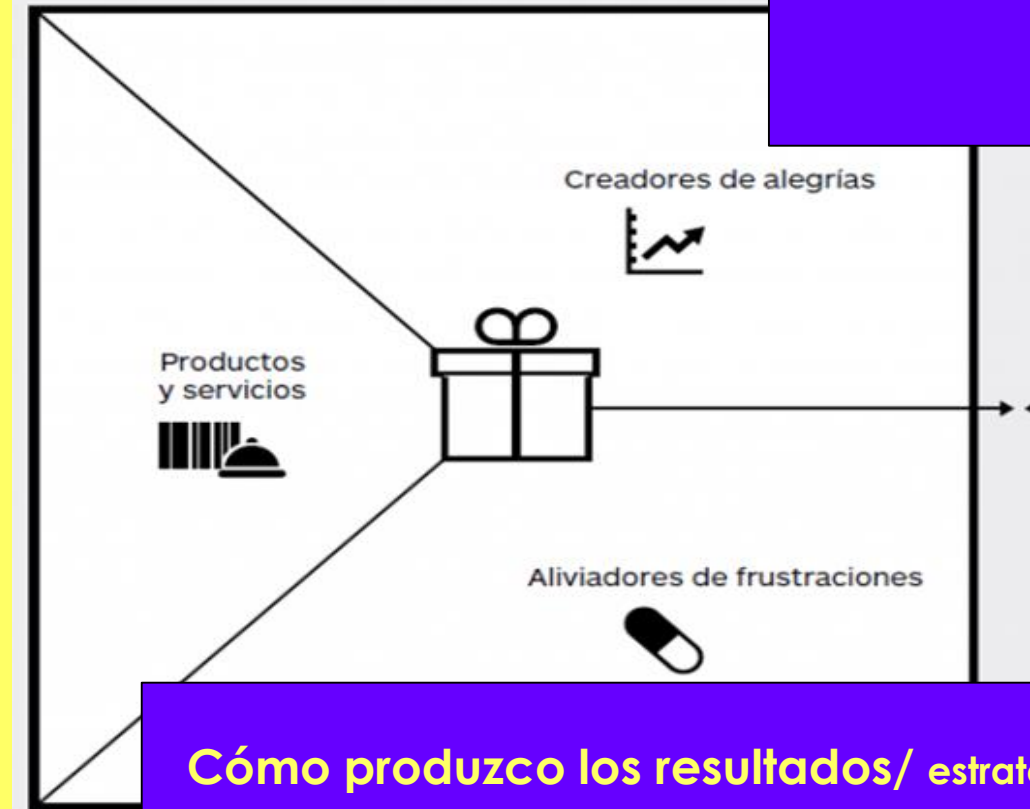 Creadores de alegrías
Productos
y servicios
Aliviadores de frustraciones
Cómo produzco los resultados/